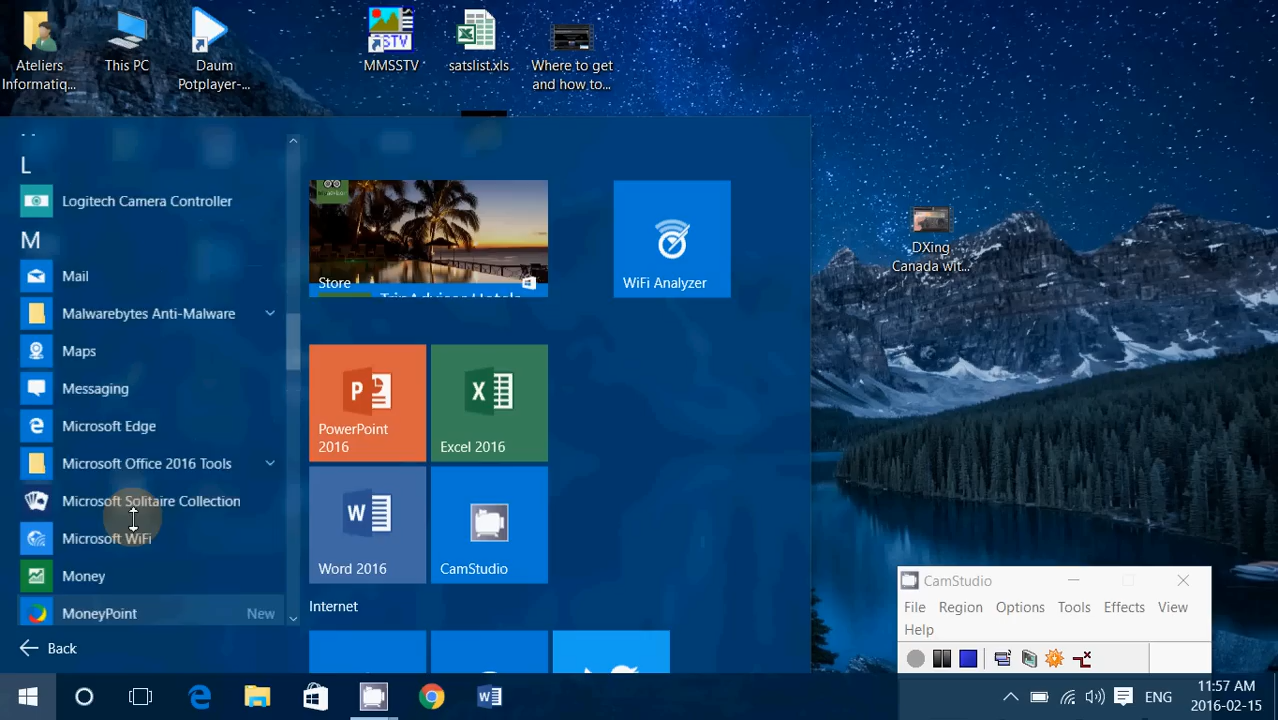 Ateliers
Informatiq...
This PC
Daum
Potplayer-...
SSTV
MMSSTV
satslist.xls
Where to get
and how to...
L
Logitech Camera Controller
M
Mail
Malwarebytes Anti-Malware
Maps
Messaging
Microsoft Edge
Microsoft Office 2016 Tools
Microsoft Solitaire Collection
Microsoft WiFi
Money
MoneyPoint New
Back
Store
TripAdvisor Hotels
WiFi Analyzer
PowerPoint
2016
Excel 2016
Word 2016
CamStudio
Internet
DXing
Canada wit...
CamStudio
File Region Options Tools Effects View
Help
ENG
11:57 AM
2016-02-15